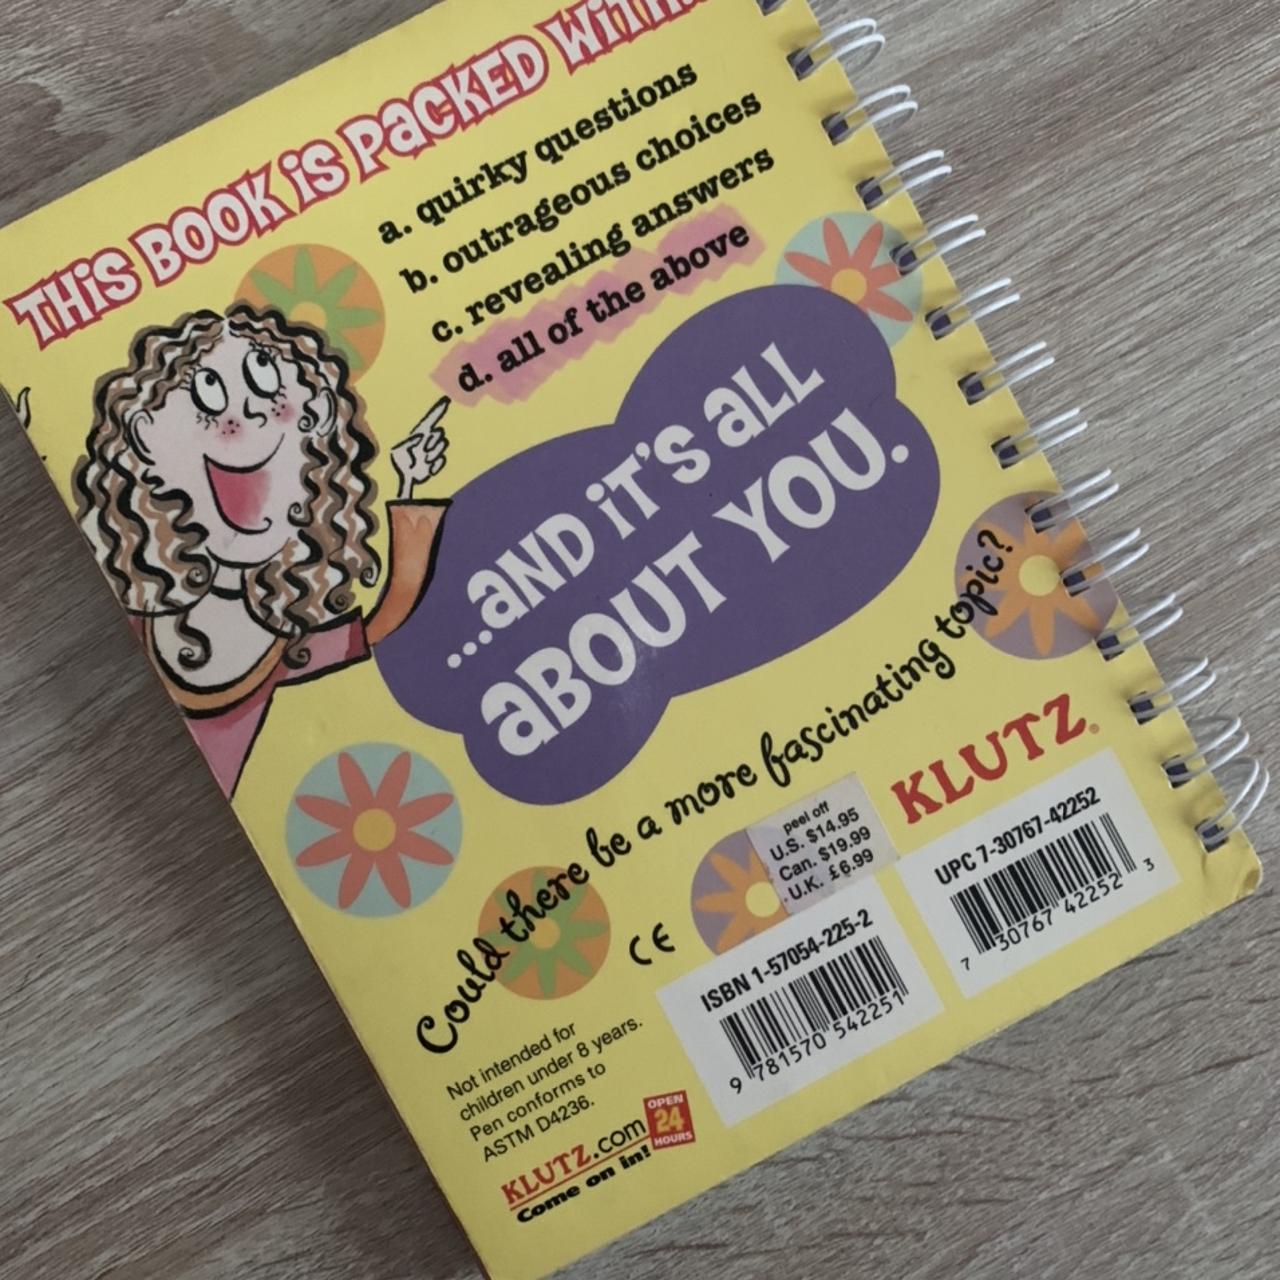 THIS BOOK IS PACKED WITH:
a. quirky questions
b. outrageous choices
c. revealing answers
d. all of the above
...AND IT'S ALL
ABOUT YOU.
Could there be a more fascinating topic?
KLUTZ®
peel off
U.S. $14.95
Can. $19.99
U.K. £6.99
UPC 7-30767-42252
7 30767 42252 3
ISBN 1-57054-225-2
9 781570 542251
CE
Not intended for
children under 8 years.
Pen conforms to
ASTM D4236.
KLUTZ.com
Come on in!
OPEN
24
HOURS